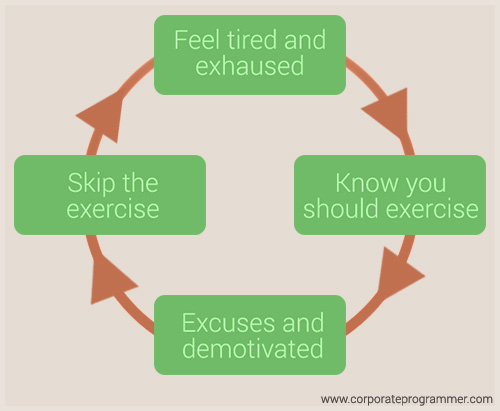 Feel tired and
exhaused
Know you
should exercise
Excuses and
demotivated
Skip the
exercise
www.corporateprogrammer.com